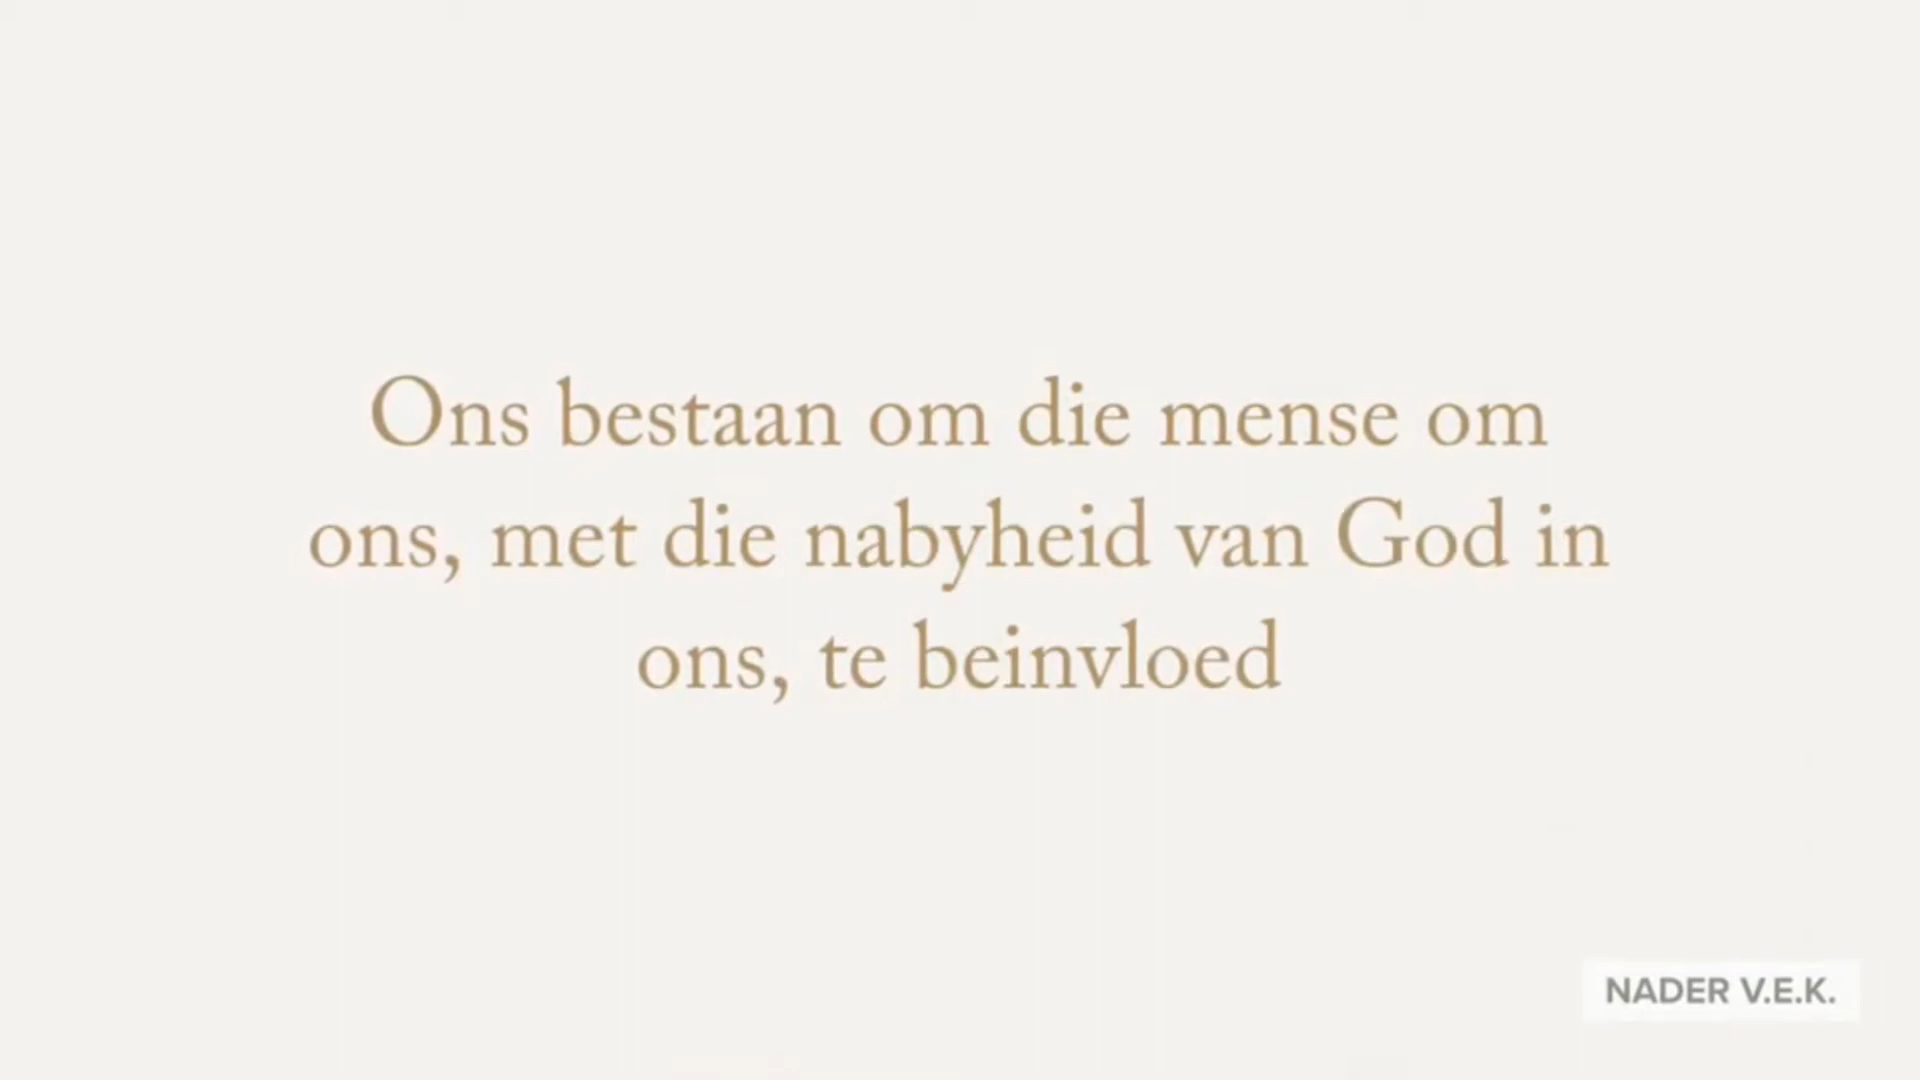 Ons bestaan om die mense om
ons, met die nabyheid van God in
ons, te beinvloed
NADER V.E.K.